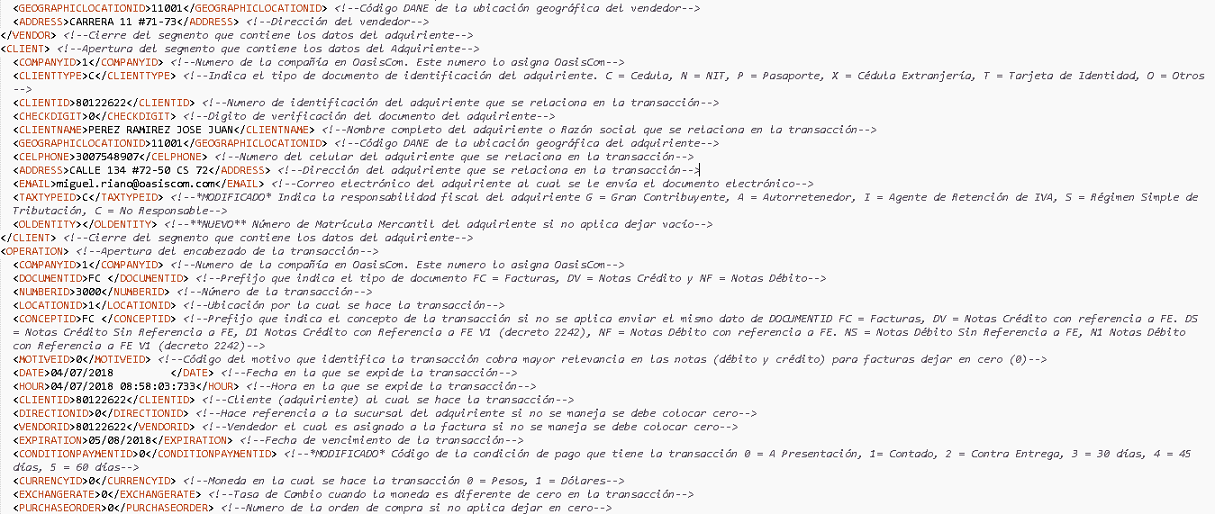 <GEOGRAPHICLOCATIONID>11001</GEOGRAPHICLOCATIONID> <!--Código DANE de la ubicación geográfica del vendedor-->
<ADDRESS>CARRERA 11 #71-73</ADDRESS> <!--Dirección del vendedor-->
</VENDOR> <!--Cierre del segmento que contiene los datos del adquiriente-->
<CLIENT> <!--Apertura del segmento que contiene los datos del Adquiriente-->
<COMPANYID>1</COMPANYID> <!--Numero de la compañía en OasisCom. Este numero lo asigna OasisCom-->
<CLIENTTYPE>C</CLIENTTYPE> <!--Indica el tipo de documento de identificación del adquiriente. C = Cedula, N = NIT, P = Pasaporte, X = Cédula Extranjería, T = Tarjeta de Identidad, O = Otros
-->
<CLIENTID>80122622</CLIENTID> <!--Numero de identificación del adquiriente que se relaciona en la transacción-->
<CHECKDIGIT>0</CHECKDIGIT> <!--Digito de verificación del documento del adquiriente-->
<CLIENTNAME>PEREZ RAMIREZ JOSE JUAN</CLIENTNAME> <!--Nombre completo del adquiriente o Razón social que se relaciona en la transacción-->
<GEOGRAPHICLOCATIONID>11001</GEOGRAPHICLOCATIONID> <!--Código DANE de la ubicación geográfica del adquiriente-->
<CELPHONE>3007548907</CELPHONE> <!--Numero del celular del adquiriente que se relaciona en la transacción-->
<ADDRESS>CALLE 134 #72-50 CS 72</ADDRESS> <!--Dirección del adquiriente que se relaciona en la transacción-->
<EMAIL>miguel.riano@oasiscom.com</EMAIL> <!--Correo electrónico del adquiriente al cual se le envía el documento electrónico-->
<TAXTYPEID>C</TAXTYPEID> <!--*MODIFICADO* Indica la responsabilidad fiscal del adquiriente G = Gran Contribuyente, A = Autorretenedor, I = Agente de Retención de IVA, S = Régimen Simple de
Tributación, C = No Responsable-->
<OLDENTITY></OLDENTITY> <!--**NUEVO** Número de Matrícula Mercantil del adquiriente si no aplica dejar vacío-->
</CLIENT> <!--Cierre del segmento que contiene los datos del adquiriente-->
<OPERATION> <!--Apertura del encabezado de la transacción-->
<COMPANYID>1</COMPANYID> <!--Numero de la compañía en OasisCom. Este numero lo asigna OasisCom-->
<DOCUMENTID>FC </DOCUMENTID> <!--Prefijo que indica el tipo de documento FC = Facturas, DV = Notas Crédito y NF = Notas Débito-->
<NUMBERID>3000</NUMBERID> <!--Número de la transacción-->
<LOCATIONID>1</LOCATIONID> <!--Ubicación por la cual se hace la transacción-->
<CONCEPTID>FC </CONCEPTID> <!--Prefijo que indica el concepto de la transacción si no se aplica enviar el mismo dato de DOCUMENTID FC = Facturas, DV = Notas Crédito con referencia a FE. DS
= Notas Crédito Sin Referencia a FE, D1 Notas Crédito con Referencia a FE V1 (decreto 2242), NF = Notas Débito con referencia a FE. NS = Notas Débito Sin Referencia a FE, N1 Notas Débito
con Referencia a FE V1 (decreto 2242)-->
<MOTIVEID>0</MOTIVEID> <!--Código del motivo que identifica la transacción cobra mayor relevancia en las notas (débito y crédito) para facturas dejar en cero (0)-->
<DATE>04/07/2018        </DATE> <!--Fecha en la que se expide la transacción-->
<HOUR>04/07/2018 08:58:03:733</HOUR> <!--Hora en la que se expide la transacción-->
<CLIENTID>80122622</CLIENTID> <!--Cliente (adquiriente) al cual se hace la transacción-->
<DIRECTIONID>0</DIRECTIONID> <!--Hace referencia a la sucursal del adquiriente si no se maneja se debe colocar cero-->
<VENDORID>80122622</VENDORID> <!--Vendedor el cual es asignado a la factura si no se maneja se debe colocar cero-->
<EXPIRATION>05/08/2018</EXPIRATION> <!--Fecha de vencimiento de la transacción-->
<CONDITIONPAYMENTID>0</CONDITIONPAYMENTID> <!--*MODIFICADO* Código de la condición de pago que tiene la transacción 0 = A Presentación, 1= Contado, 2 = Contra Entrega, 3 = 30 días, 4 = 45
días, 5 = 60 días-->
<CURRENCYID>0</CURRENCYID> <!--Moneda en la cual se hace la transacción 0 = Pesos, 1 = Dólares-->
<EXCHANGERATE>0</EXCHANGERATE> <!--Tasa de Cambio cuando la moneda es diferente de cero en la transacción-->
<PURCHASEORDER>0</PURCHASEORDER> <!--Numero de la orden de compra si no aplica dejar en cero-->